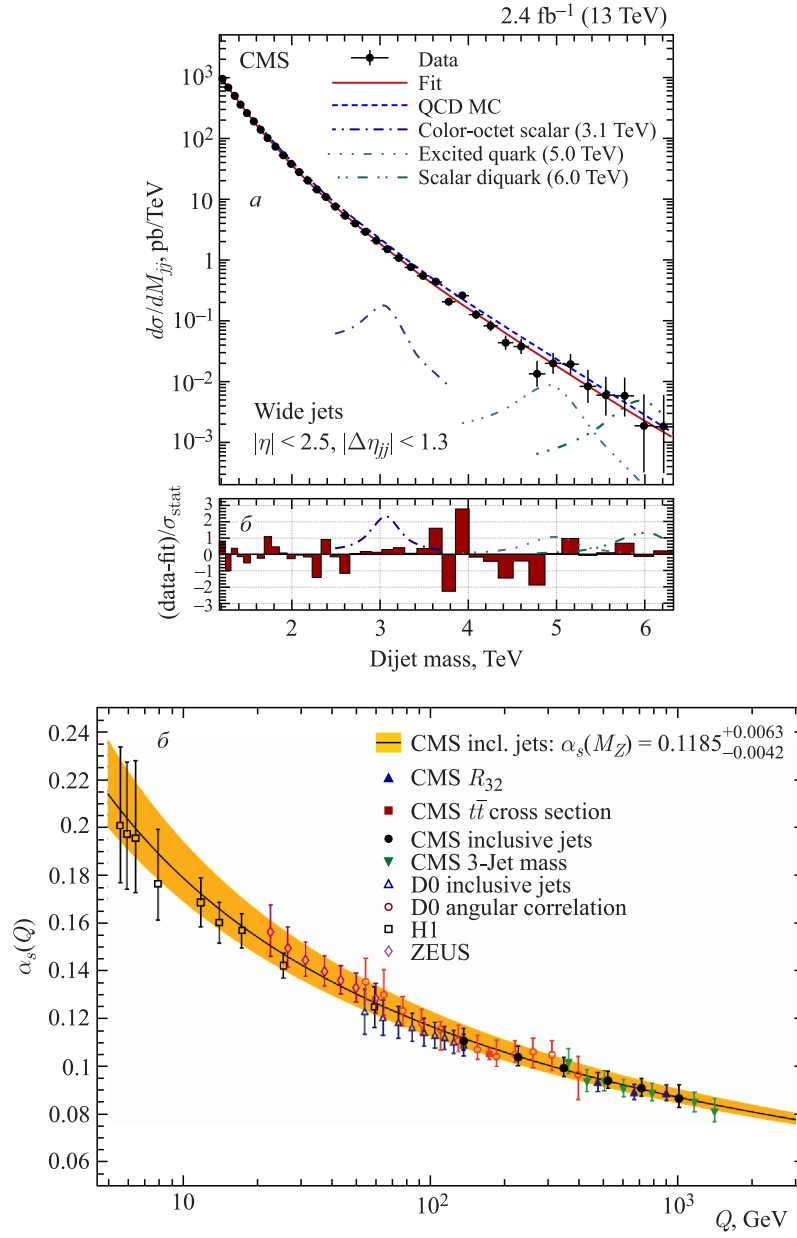 2.4 fb⁻¹ (13 TeV)
CMS
Data
Fit
QCD MC
Color-octet scalar (3.1 TeV)
Excited quark (5.0 TeV)
Scalar diquark (6.0 TeV)
a
dσ/dM_jj, pb/TeV
10³
10²
10
1
10⁻¹
10⁻²
10⁻³
Wide jets
|η| < 2.5, |Δη_jj| < 1.3
б
(data-fit)/σ_stat
3
2
1
0
−1
−2
−3
2 3 4 5 6
Dijet mass, TeV
б
CMS incl. jets: α_s(M_Z) = 0.1185 +0.0063 −0.0042
CMS R₃₂
CMS tt̄ cross section
CMS inclusive jets
CMS 3-Jet mass
D0 inclusive jets
D0 angular correlation
H1
ZEUS
α_s(Q)
0.24
0.22
0.2
0.18
0.16
0.14
0.12
0.1
0.08
0.06
10 10² 10³
Q, GeV